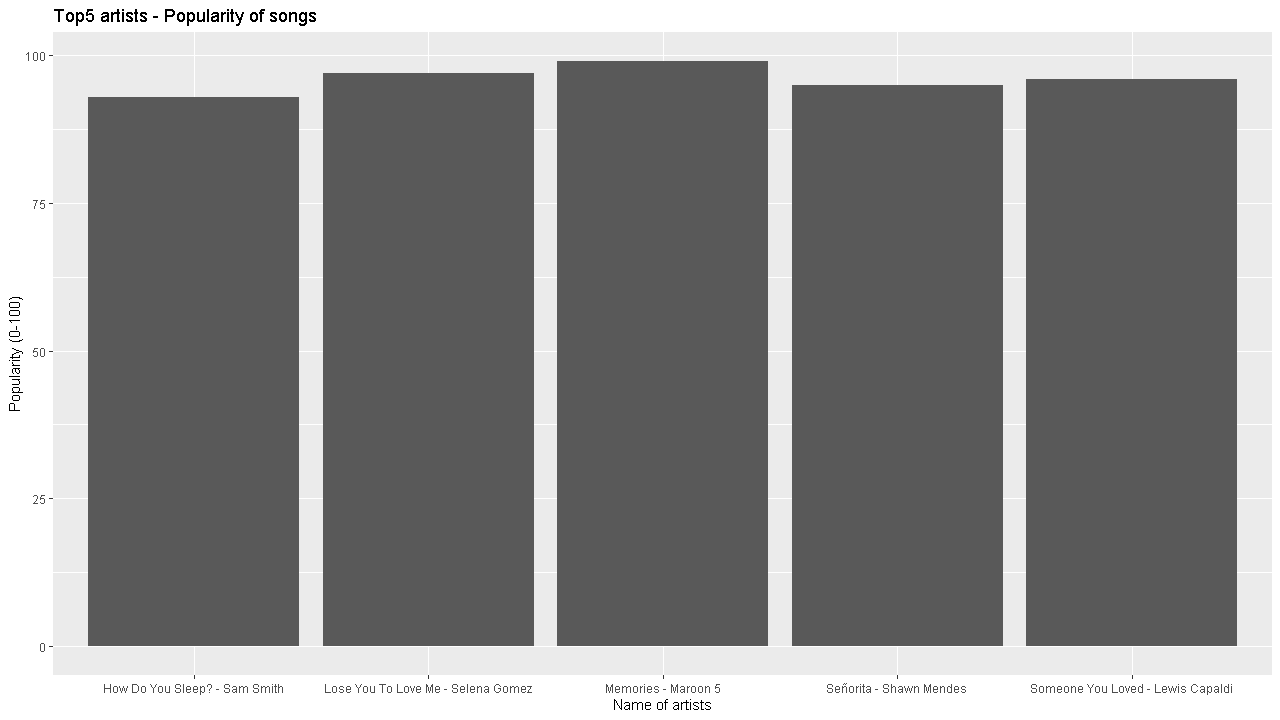 Top5 artists - Popularity of songs
Popularity (0-100)
100
75
50
25
0
How Do You Sleep? - Sam Smith
Lose You To Love Me - Selena Gomez
Memories - Maroon 5
Señorita - Shawn Mendes
Someone You Loved - Lewis Capaldi
Name of artists